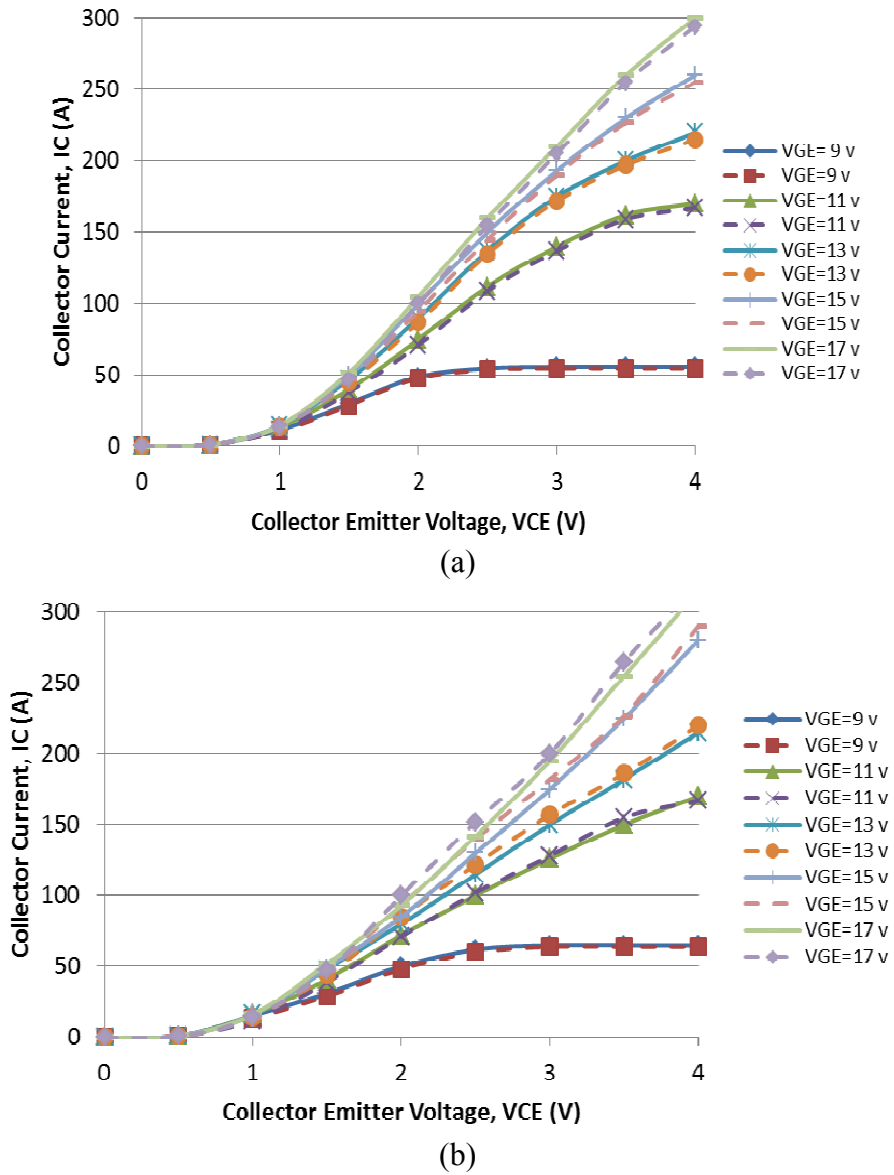 300
250
200
150
100
50
0
Collector Current, IC (A)
0 1 2 3 4
Collector Emitter Voltage, VCE (V)
VGE= 9 v
VGE=9 v
VGE=11 v
VGE=11 v
VGE=13 v
VGE=13 v
VGE=15 v
VGE=15 v
VGE=17 v
VGE=17 v
(a)
300
250
200
150
100
50
0
Collector Current, IC (A)
0 1 2 3 4
Collector Emitter Voltage, VCE (V)
VGE=9 v
VGE=9 v
VGE=11 v
VGE=11 v
VGE=13 v
VGE=13 v
VGE=15 v
VGE=15 v
VGE=17 v
VGE=17 v
(b)